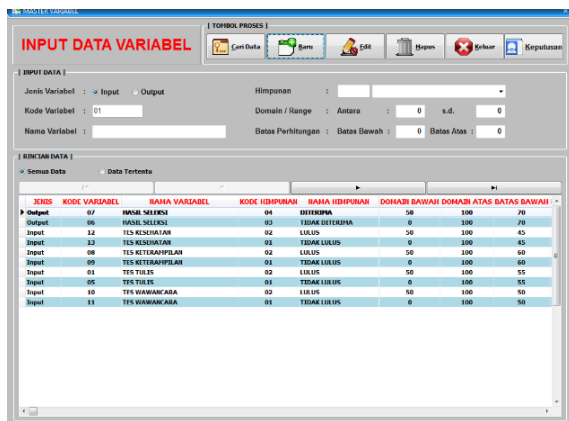 MASTER VARIABEL
INPUT DATA VARIABEL
| TOMBOL PROSES |
Cari Data Baru Edit Hapus Keluar Keputusan
| INPUT DATA |
Jenis Variabel : Input Output
Himpunan :
Kode Variabel : 01
Domain / Range : Antara : 0 s.d. 0
Nama Variabel :
Batas Perhitungan : Batas Bawah : 0 Batas Atas : 0
| RINCIAN DATA |
Semua Data Data Tertentu
JENIS KODE VARIABEL NAMA VARIABEL KODE HIMPUNAN NAMA HIMPUNAN DOMAIN BAWAH DOMAIN ATAS BATAS BAWAH
Output 07 HASIL SELEKSI 04 DITERIMA 50 100 70
Output 06 HASIL SELEKSI 03 TIDAK DITERIMA 0 100 70
Input 12 TES KESEHATAN 02 LULUS 50 100 45
Input 13 TES KESEHATAN 01 TIDAK LULUS 0 100 45
Input 08 TES KETERAMPILAN 02 LULUS 50 100 60
Input 09 TES KETERAMPILAN 01 TIDAK LULUS 0 100 60
Input 01 TES TULIS 02 LULUS 50 100 55
Input 05 TES TULIS 01 TIDAK LULUS 0 100 55
Input 10 TES WAWANCARA 02 LULUS 50 100 50
Input 11 TES WAWANCARA 01 TIDAK LULUS 0 100 50